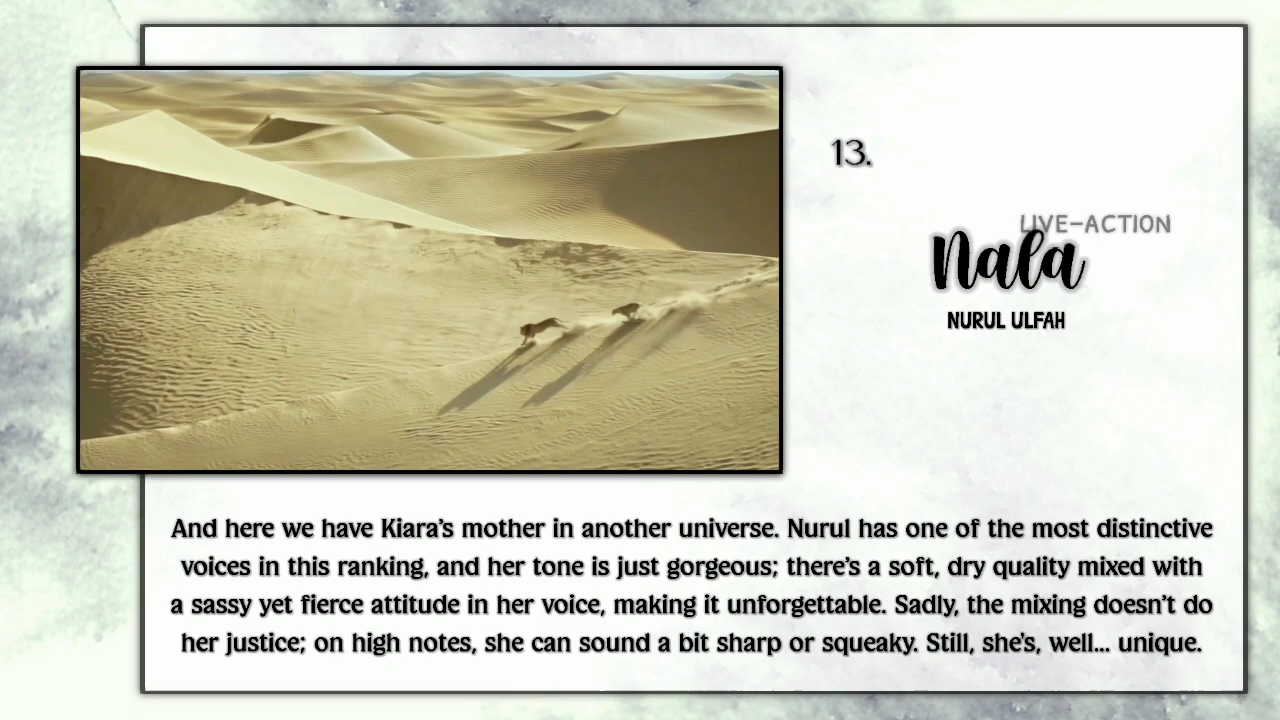 13.
LIVE-ACTION
Nala
NURUL ULFAH
And here we have Kiara's mother in another universe. Nurul has one of the most distinctive
voices in this ranking, and her tone is just gorgeous; there's a soft, dry quality mixed with
a sassy yet fierce attitude in her voice, making it unforgettable. Sadly, the mixing doesn't do
her justice; on high notes, she can sound a bit sharp or squeaky. Still, she's, well... unique.